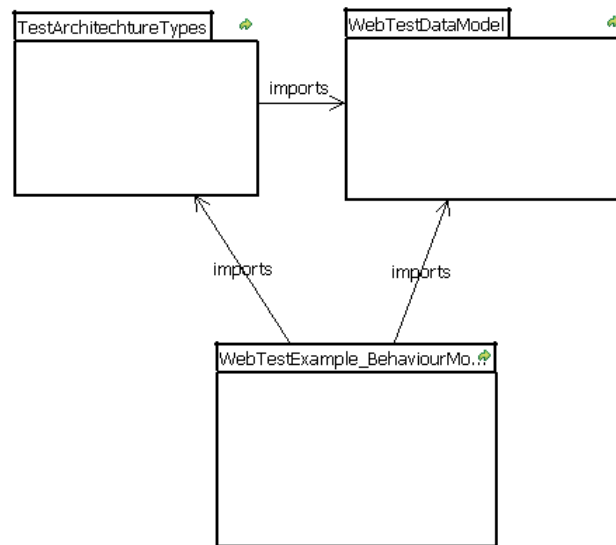 TestArchitechtureTypes
WebTestDataModel
imports
imports
imports
WebTestExample_BehaviourMo...